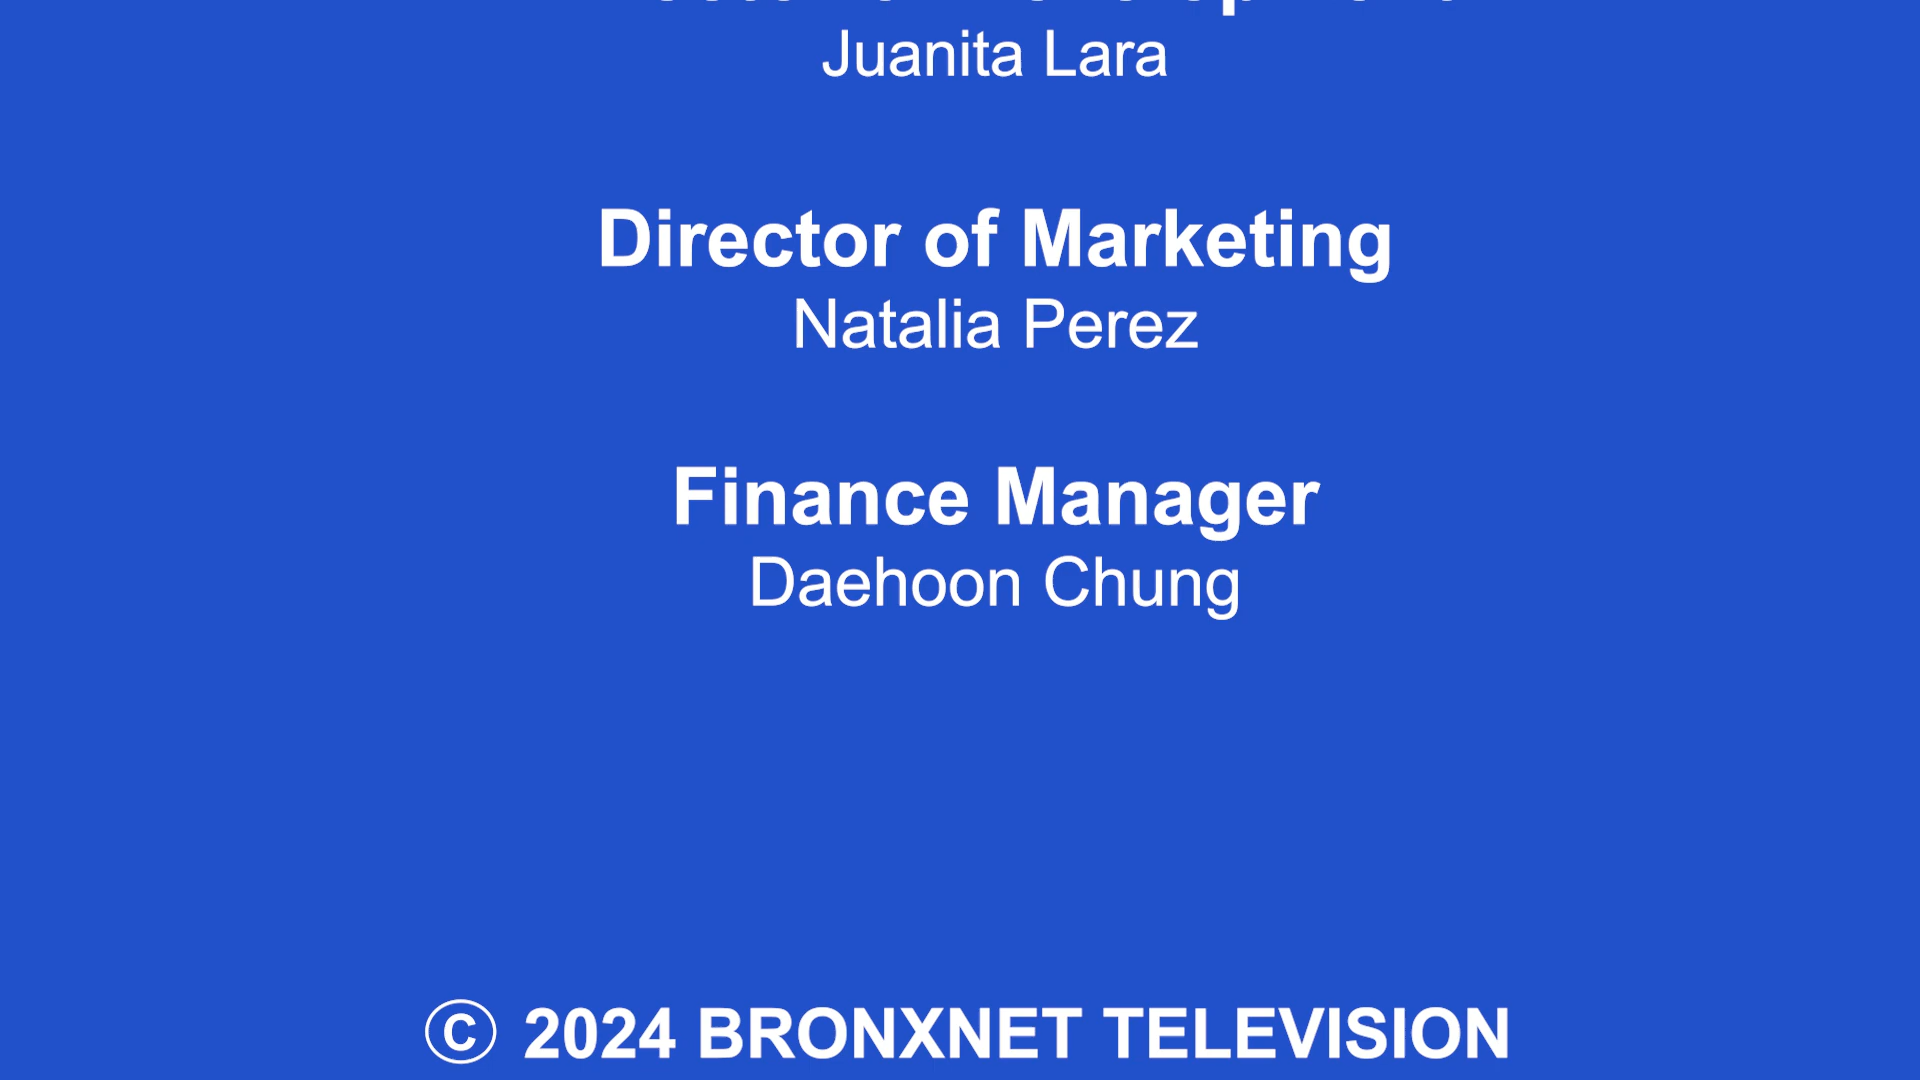 Juanita Lara
Director of Marketing
Natalia Perez
Finance Manager
Daehoon Chung
© 2024 BRONXNET TELEVISION